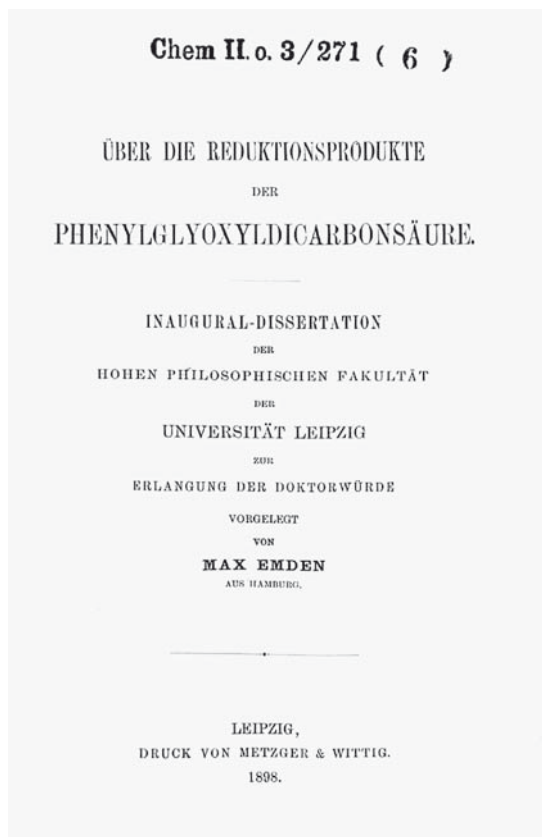 Chem II. o. 3/271 ( 6 )
ÜBER DIE REDUKTIONSPRODUKTE
DER
PHENYLGLYOXYLDICARBONSÄURE.
INAUGURAL-DISSERTATION
DER
HOHEN PHILOSOPHISCHEN FAKULTÄT
DER
UNIVERSITÄT LEIPZIG
ZUR
ERLANGUNG DER DOKTORWÜRDE
VORGELEGT
VON
MAX EMDEN
AUS HAMBURG.
LEIPZIG,
DRUCK VON METZGER & WITTIG.
1898.